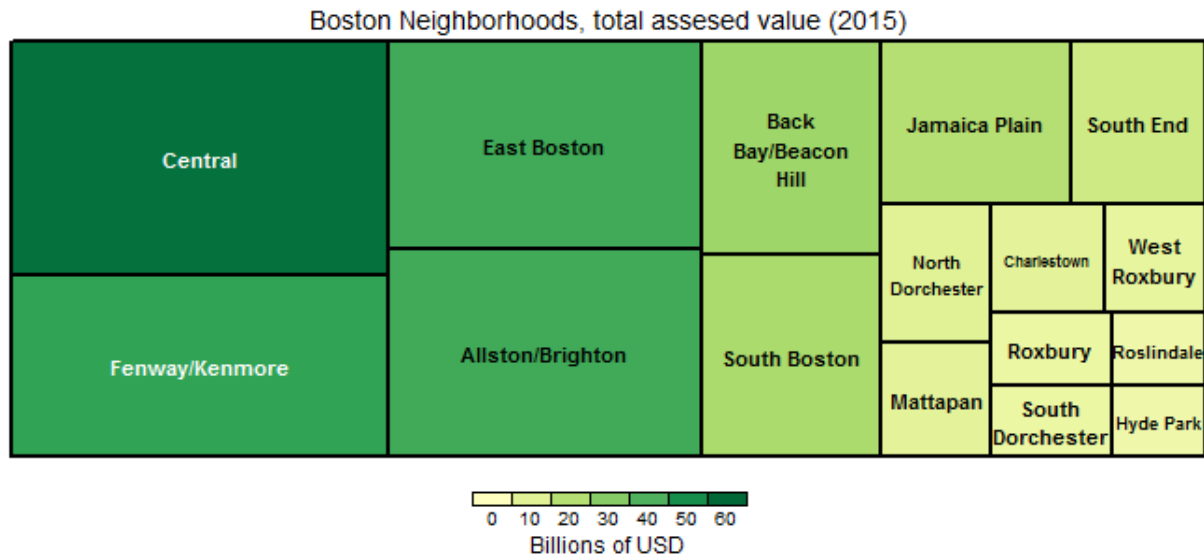 Boston Neighborhoods, total assesed value (2015)
Central
Fenway/Kenmore
East Boston
Allston/Brighton
Back
Bay/Beacon
Hill
South Boston
Jamaica Plain
South End
North
Dorchester
Charlestown
West
Roxbury
Mattapan
Roxbury
Roslindale
South
Dorchester
Hyde Park
0 10 20 30 40 50 60
Billions of USD